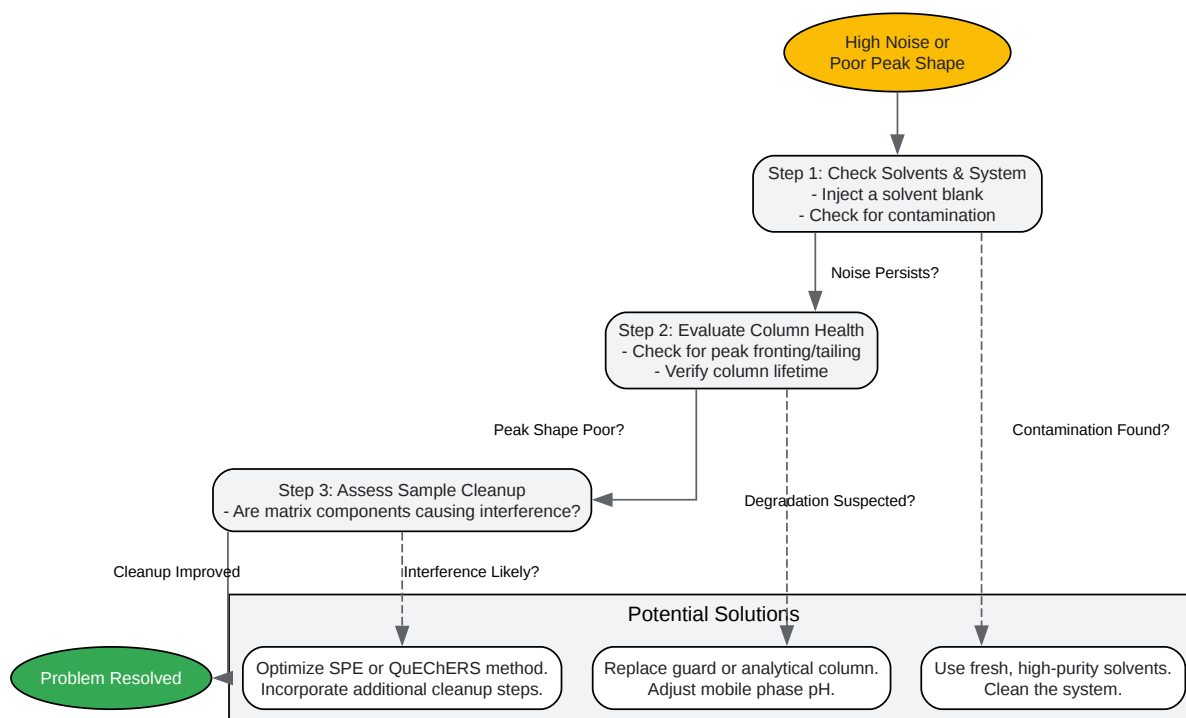 High Noise or
Poor Peak Shape
Step 1: Check Solvents & System
- Inject a solvent blank
- Check for contamination
Noise Persists?
Step 2: Evaluate Column Health
- Check for peak fronting/tailing
- Verify column lifetime
Peak Shape Poor?
Contamination Found?
Step 3: Assess Sample Cleanup
- Are matrix components causing interference?
Degradation Suspected?
Cleanup Improved
Interference Likely?
Potential Solutions
Problem Resolved
Optimize SPE or QuEChERS method.
Incorporate additional cleanup steps.
Replace guard or analytical column.
Adjust mobile phase pH.
Use fresh, high-purity solvents.
Clean the system.